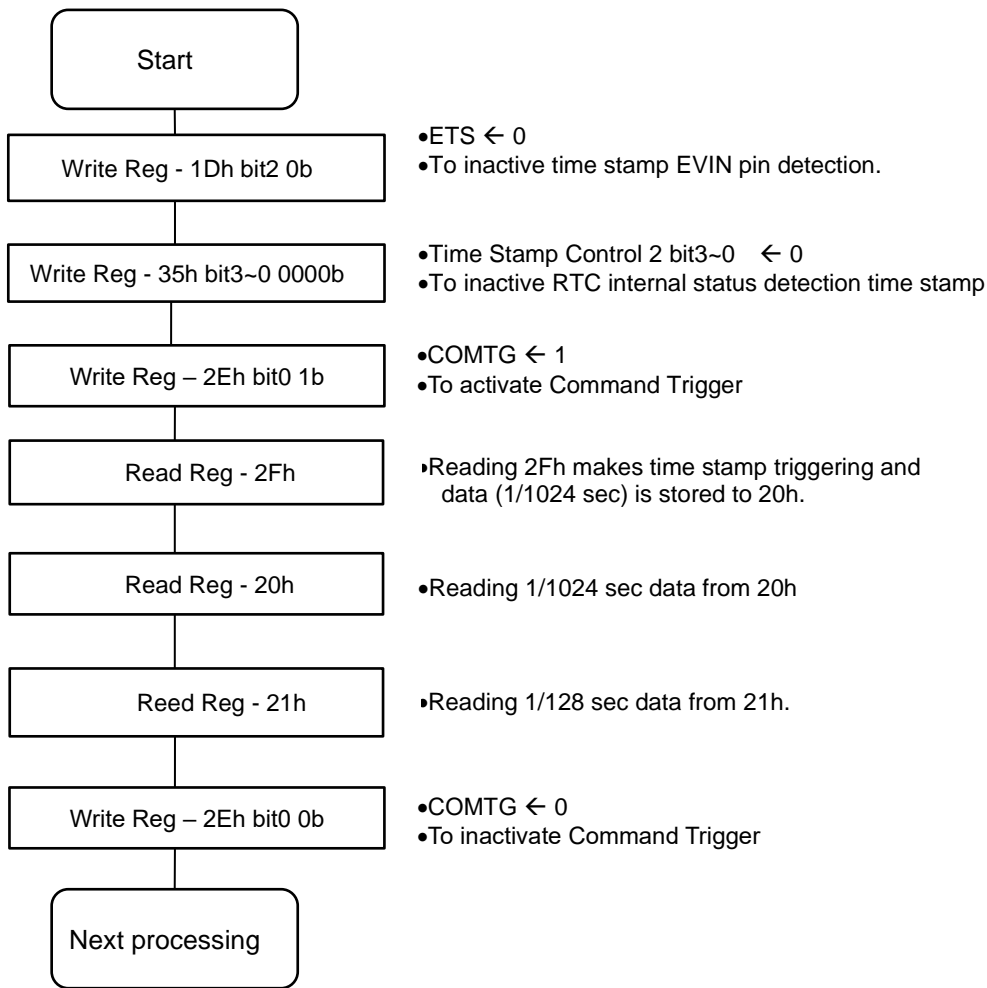 Start
Write Reg - 1Dh bit2 0b
•ETS ← 0
•To inactive time stamp EVIN pin detection.
Write Reg - 35h bit3~0 0000b
•Time Stamp Control 2 bit3~0 ← 0
•To inactive RTC internal status detection time stamp
Write Reg – 2Eh bit0 1b
•COMTG ← 1
•To activate Command Trigger
Read Reg - 2Fh
•Reading 2Fh makes time stamp triggering and
data (1/1024 sec) is stored to 20h.
Read Reg - 20h
•Reading 1/1024 sec data from 20h
Reed Reg - 21h
•Reading 1/128 sec data from 21h.
Write Reg – 2Eh bit0 0b
•COMTG ← 0
•To inactivate Command Trigger
Next processing